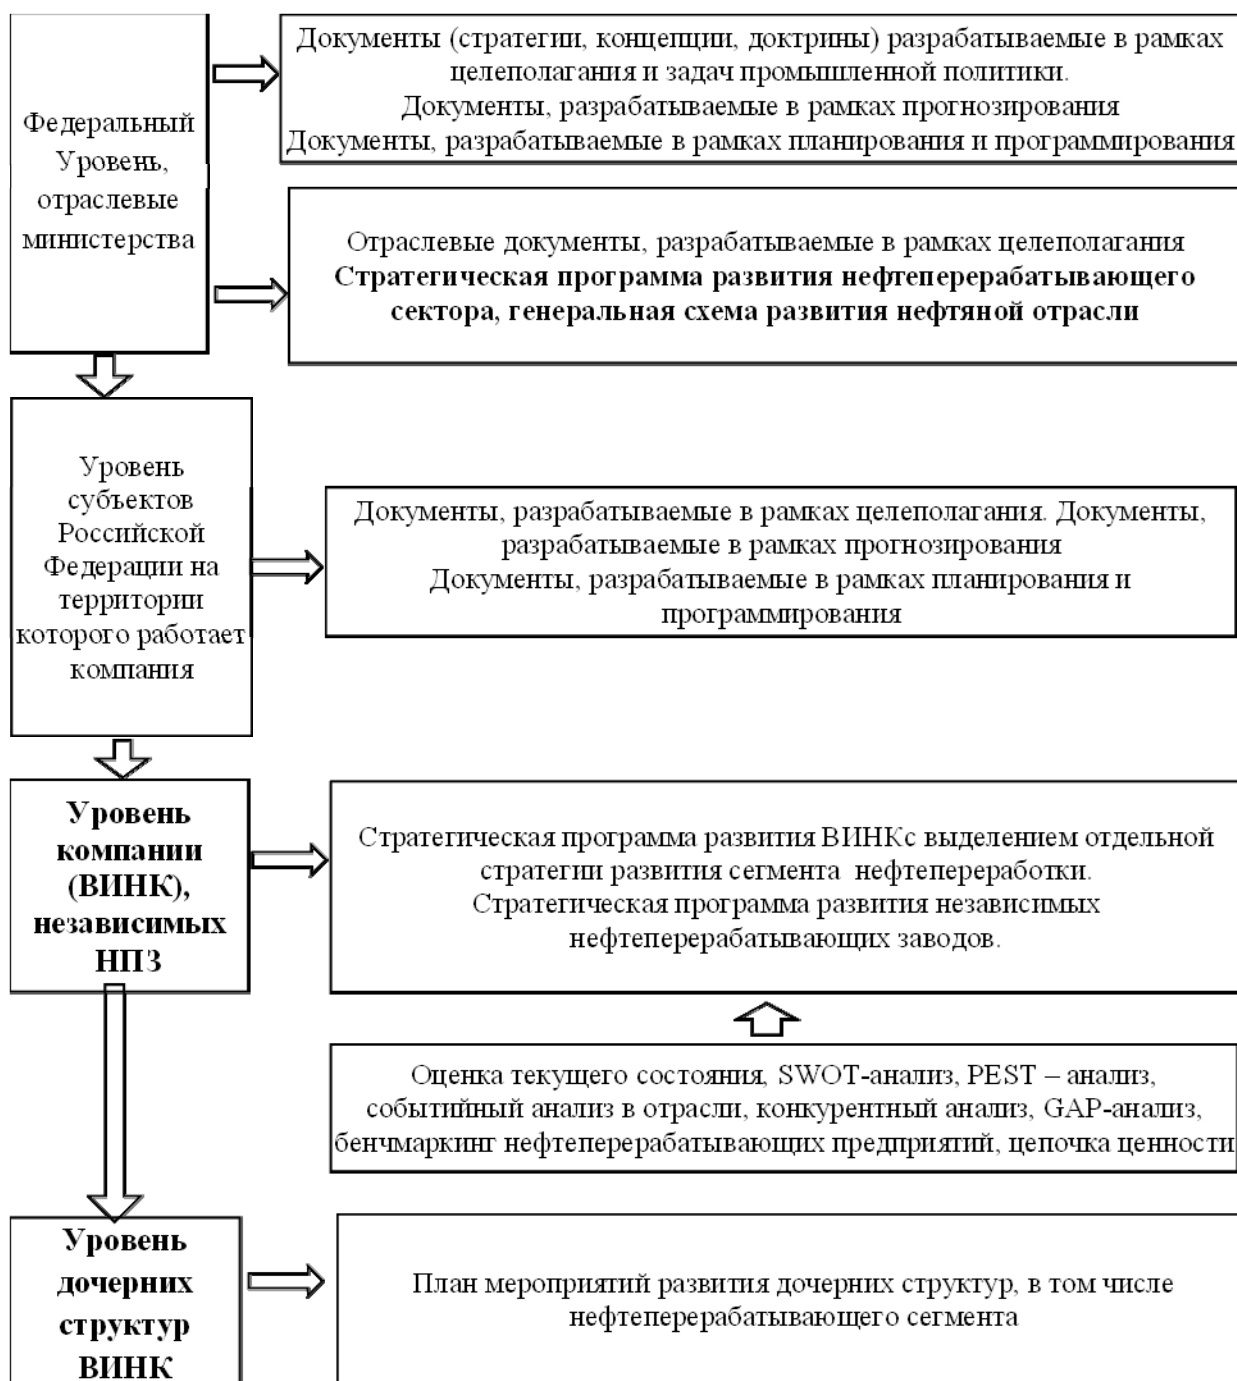 Федеральный
Уровень,
отраслевые
министерства
Документы (стратегии, концепции, доктрины) разрабатываемые в рамках
целеполагания и задач промышленной политики.
Документы, разрабатываемые в рамках прогнозирования
Документы, разрабатываемые в рамках планирования и программирования
Отраслевые документы, разрабатываемые в рамках целеполагания
Стратегическая программа развития нефтеперерабатывающего
сектора, генеральная схема развития нефтяной отрасли
Уровень
субъектов
Российской
Федерации на
территории
которого работает
компания
Документы, разрабатываемые в рамках целеполагания. Документы,
разрабатываемые в рамках прогнозирования
Документы, разрабатываемые в рамках планирования и
программирования
Уровень
компании
(ВИНК),
независимых
НПЗ
Стратегическая программа развития ВИНКс выделением отдельной
стратегии развития сегмента нефтепереработки.
Стратегическая программа развития независимых
нефтеперерабатывающих заводов.
Оценка текущего состояния, SWOT-анализ, PEST – анализ,
событийный анализ в отрасли, конкурентный анализ, GAP-анализ,
бенчмаркинг нефтеперерабатывающих предприятий, цепочка ценности
Уровень
дочерних
структур
ВИНК
План мероприятий развития дочерних структур, в том числе
нефтеперерабатывающего сегмента